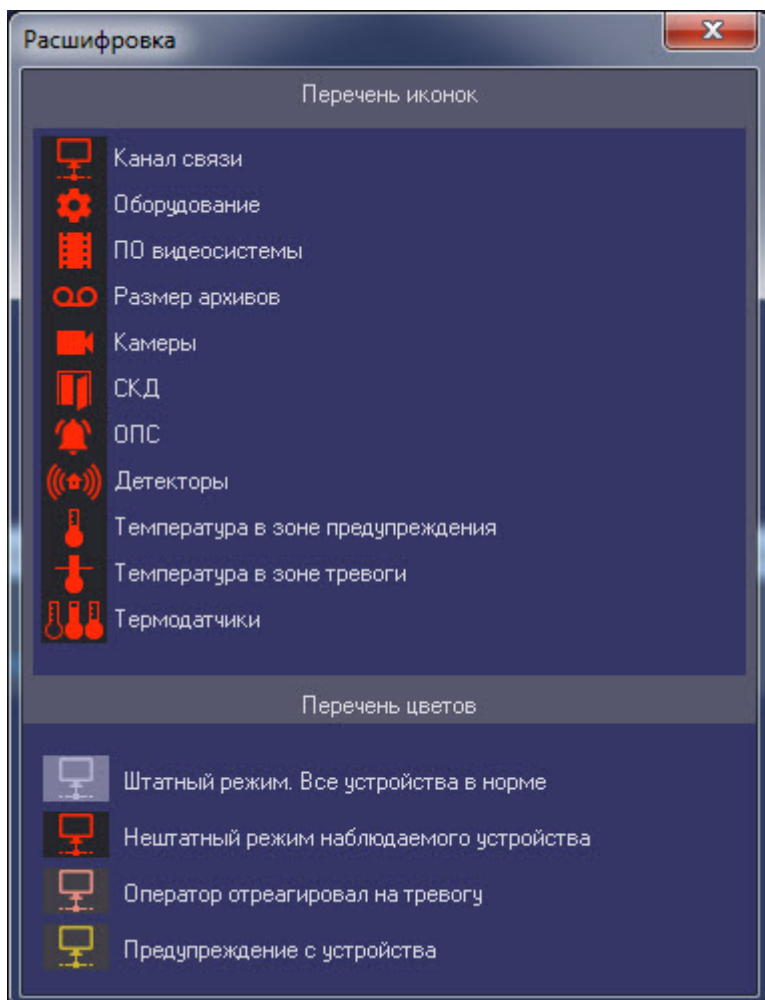 Расшифровка
Перечень иконок
Канал связи
Оборудование
ПО видеосистемы
Размер архивов
Камеры
СКД
ОПС
Детекторы
Температура в зоне предупреждения
Температура в зоне тревоги
Термодатчики
Перечень цветов
Штатный режим. Все устройства в норме
Нештатный режим наблюдаемого устройства
Оператор отреагировал на тревогу
Предупреждение с устройства